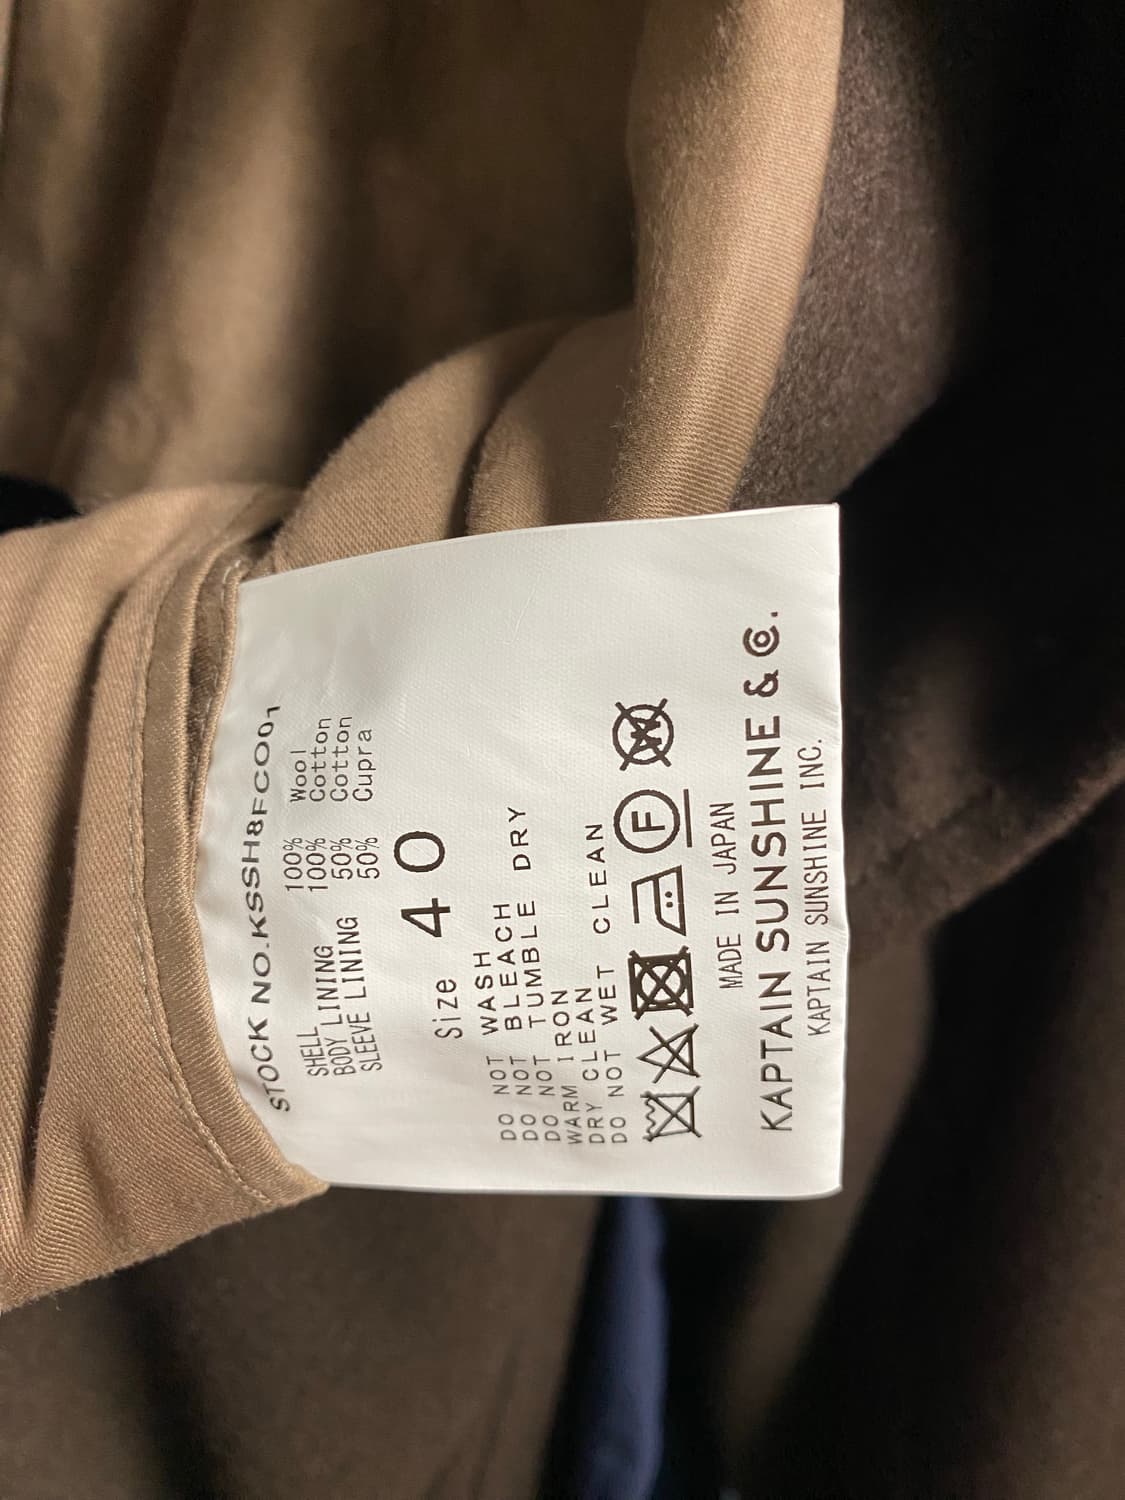 STOCK NO.KSSH8FCO01
SHELL 100% Wool
BODY LINING 100% Cotton
SLEEVE LINING 50% Cotton
50% Cupra
Size 40
DO NOT WASH
DO NOT BLEACH
DO NOT TUMBLE DRY
WARM IRON
DRY CLEAN
DO NOT WET CLEAN
F W
MADE IN JAPAN
KAPTAIN SUNSHINE & Co.
KAPTAIN SUNSHINE INC.